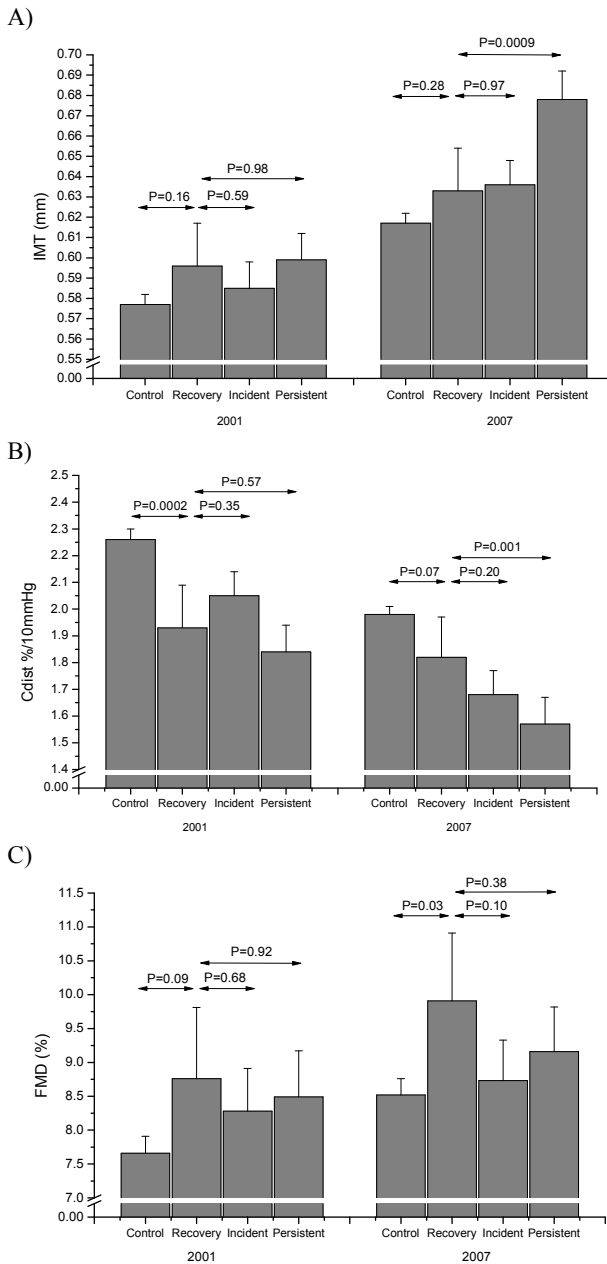 A)
P=0.0009
P=0.28 P=0.97
P=0.98
P=0.16 P=0.59
IMT (mm)
0.70
0.69
0.68
0.67
0.66
0.65
0.64
0.63
0.62
0.61
0.60
0.59
0.58
0.57
0.56
0.55
0.00
Control Recovery Incident Persistent Control Recovery Incident Persistent
2001 2007
B)
P=0.57
P=0.0002 P=0.35
P=0.001
P=0.07 P=0.20
Cdist %/10mmHg
2.5
2.4
2.3
2.2
2.1
2.0
1.9
1.8
1.7
1.6
1.5
1.4
0.00
Control Recovery Incident Persistent Control Recovery Incident Persistent
2001 2007
C)
P=0.38
P=0.03 P=0.10
P=0.92
P=0.09 P=0.68
FMD (%)
11.5
11.0
10.5
10.0
9.5
9.0
8.5
8.0
7.5
7.0
0.00
Control Recovery Incident Persistent Control Recovery Incident Persistent
2001 2007